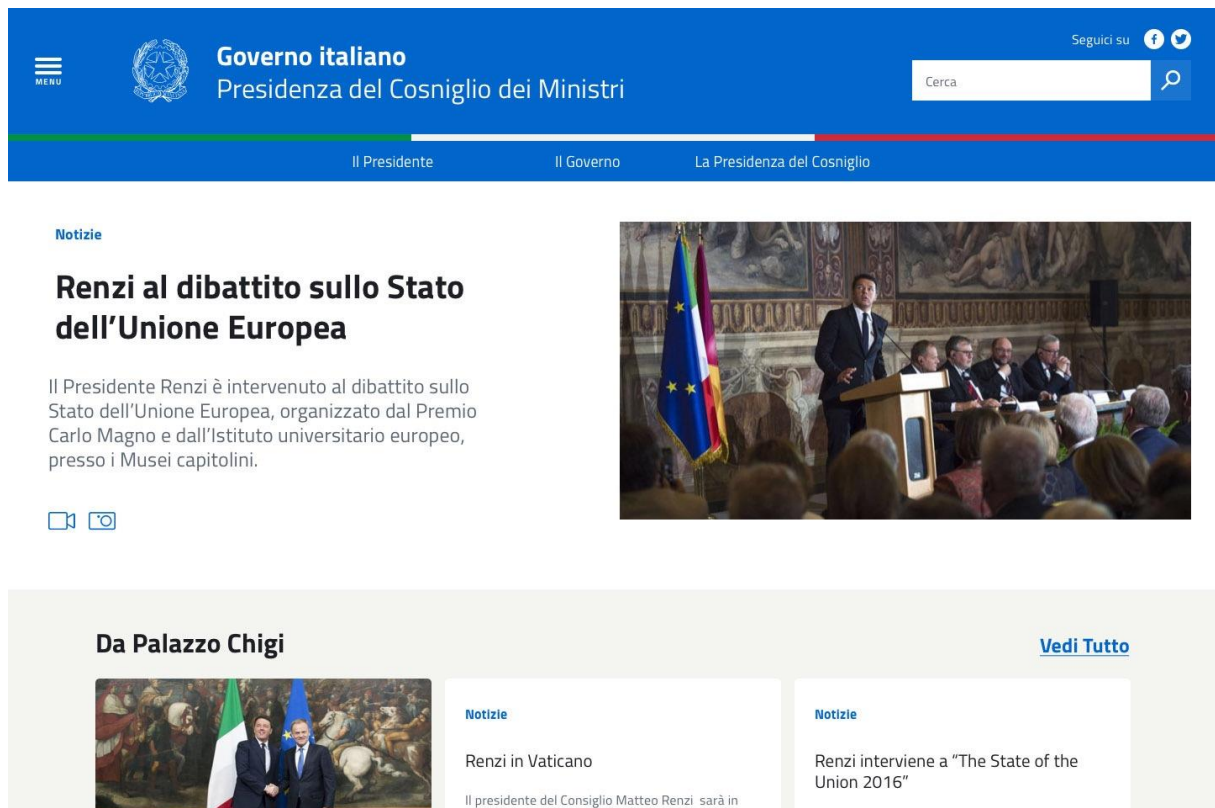 MENU
Governo italiano
Presidenza del Cosniglio dei Ministri
Seguici su
Cerca
Il Presidente
Il Governo
La Presidenza del Cosniglio
Notizie
Renzi al dibattito sullo Stato
dell’Unione Europea
Il Presidente Renzi è intervenuto al dibattito sullo
Stato dell’Unione Europea, organizzato dal Premio
Carlo Magno e dall’Istituto universitario europeo,
presso i Musei capitolini.
Da Palazzo Chigi
Vedi Tutto
Notizie
Renzi in Vaticano
Il presidente del Consiglio Matteo Renzi sarà in
Notizie
Renzi interviene a “The State of the
Union 2016”